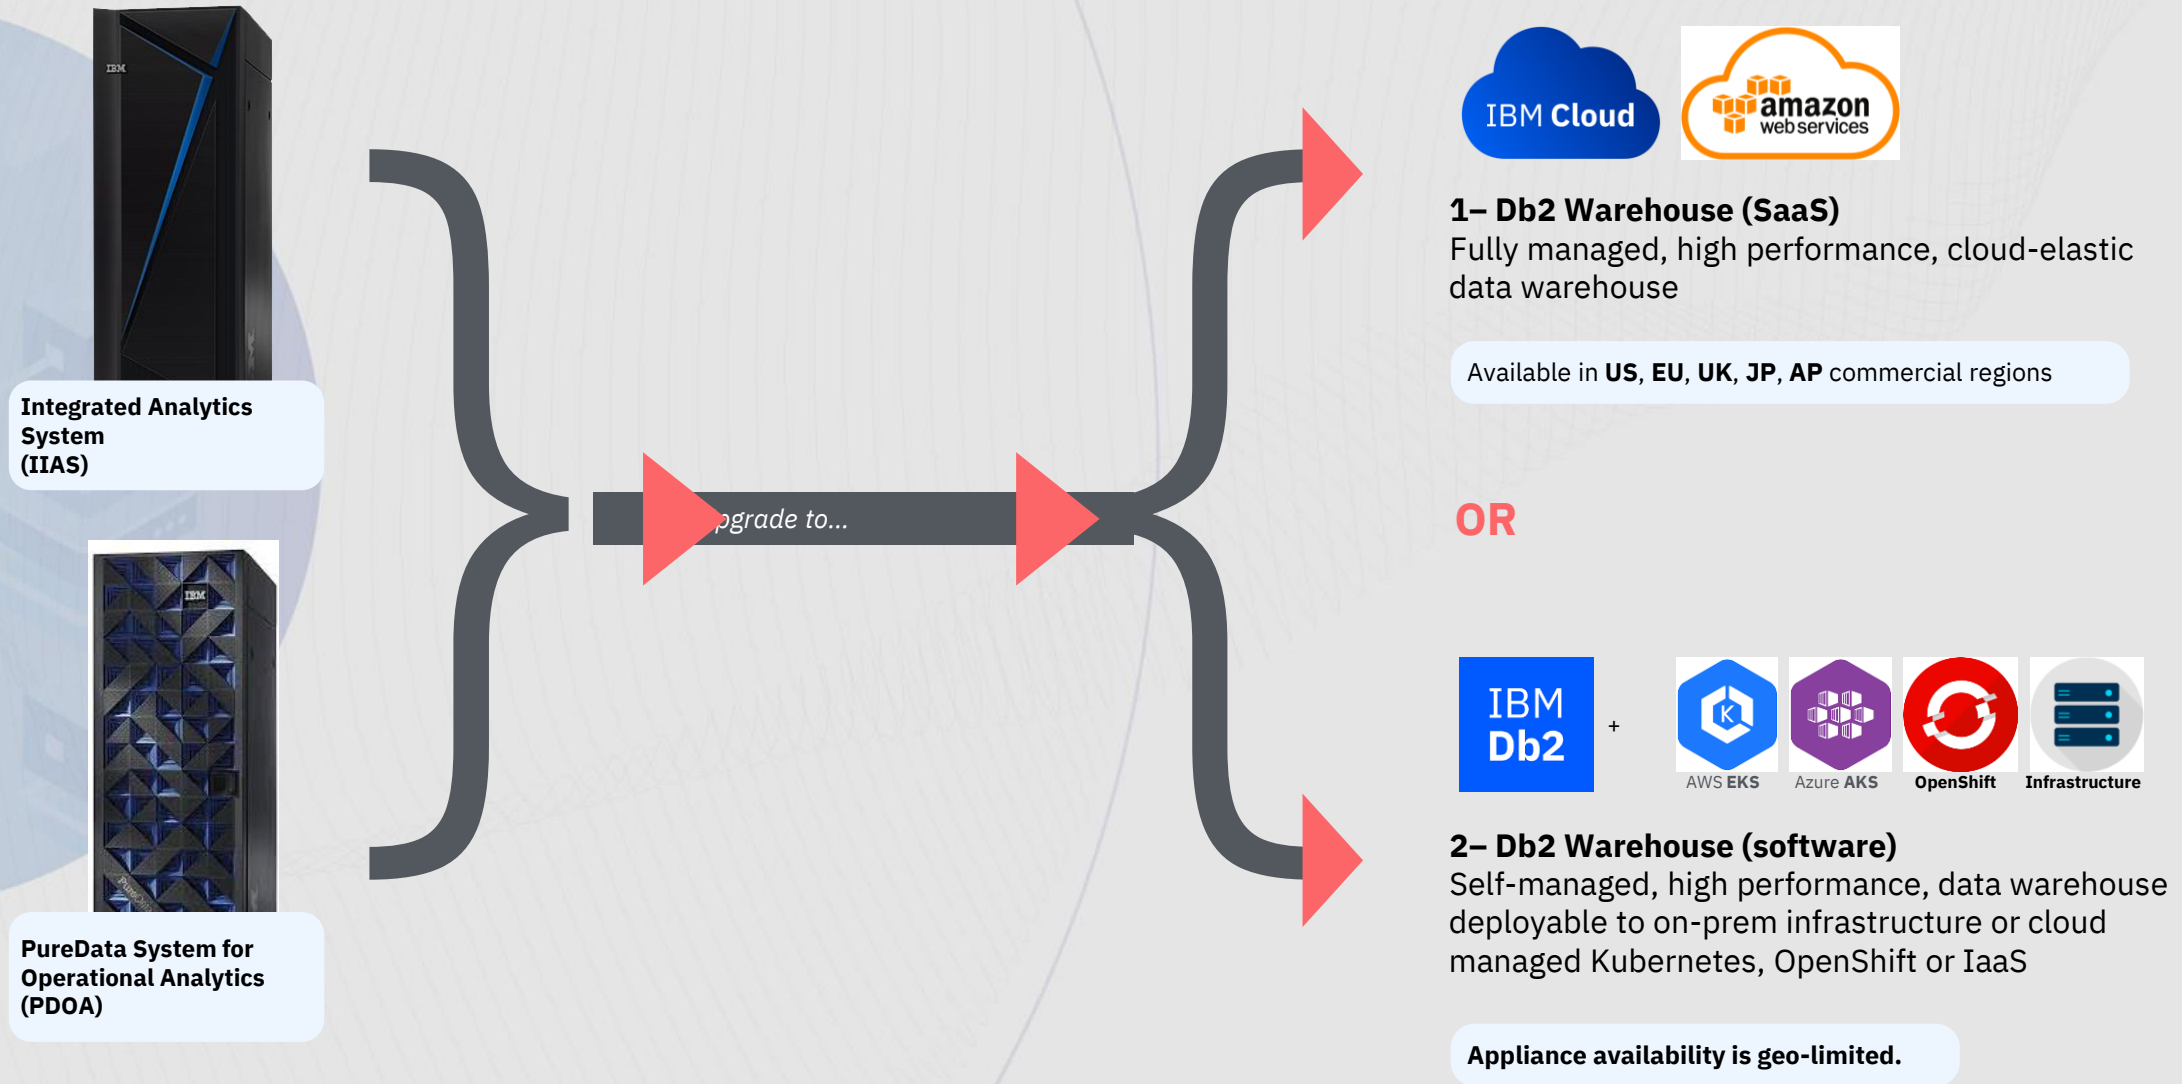 IBM
Integrated Analytics
System
(IIAS)
IBM
PureData System for
Operational Analytics
(PDOA)
pgrade to...
IBM Cloud
amazon
webservices
1– Db2 Warehouse (SaaS)
Fully managed, high performance, cloud-elastic
data warehouse
Available in US, EU, UK, JP, AP commercial regions
OR
IBM
Db2
+
K
AWS EKS
Azure AKS
OpenShift
Infrastructure
2– Db2 Warehouse (software)
Self-managed, high performance, data warehouse
deployable to on-prem infrastructure or cloud
managed Kubernetes, OpenShift or IaaS
Appliance availability is geo-limited.